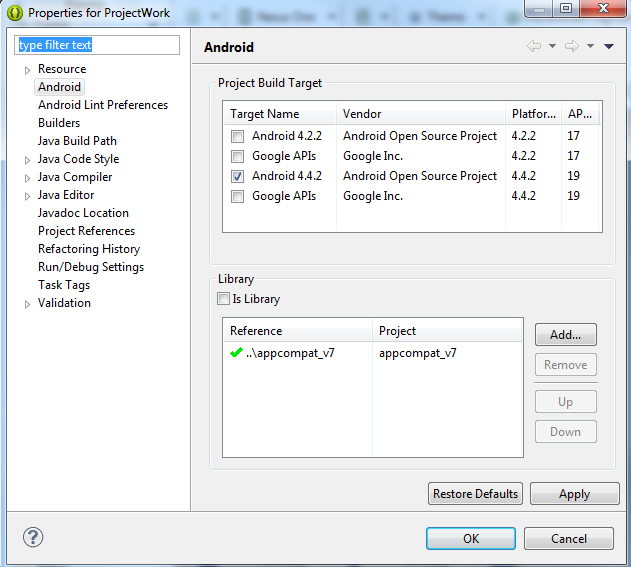 Properties for ProjectWork
type filter text
Resource
Android
Android Lint Preferences
Builders
Java Build Path
Java Code Style
Java Compiler
Java Editor
Javadoc Location
Project References
Refactoring History
Run/Debug Settings
Task Tags
Validation
Android
Project Build Target
Target Name Vendor Platfor... AP...
Android 4.2.2 Android Open Source Project 4.2.2 17
Google APIs Google Inc. 4.2.2 17
Android 4.4.2 Android Open Source Project 4.4.2 19
Google APIs Google Inc. 4.4.2 19
Library
Is Library
Reference Project
..\appcompat_v7 appcompat_v7
Add...
Remove
Up
Down
Restore Defaults Apply
? OK Cancel